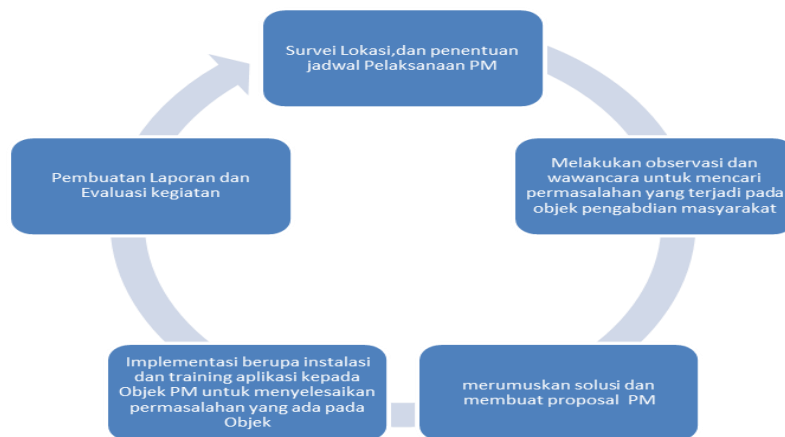 Survei Lokasi,dan penentuan
jadwal Pelaksanaan PM
Melakukan observasi dan
wawancara untuk mencari
permasalahan yang terjadi pada
objek pengabdian masyarakat
merumuskan solusi dan
membuat proposal PM
Implementasi berupa instalasi
dan training aplikasi kepada
Objek PM untuk menyelesaikan
permasalahan yang ada pada
Objek
Pembuatan Laporan dan
Evaluasi kegiatan